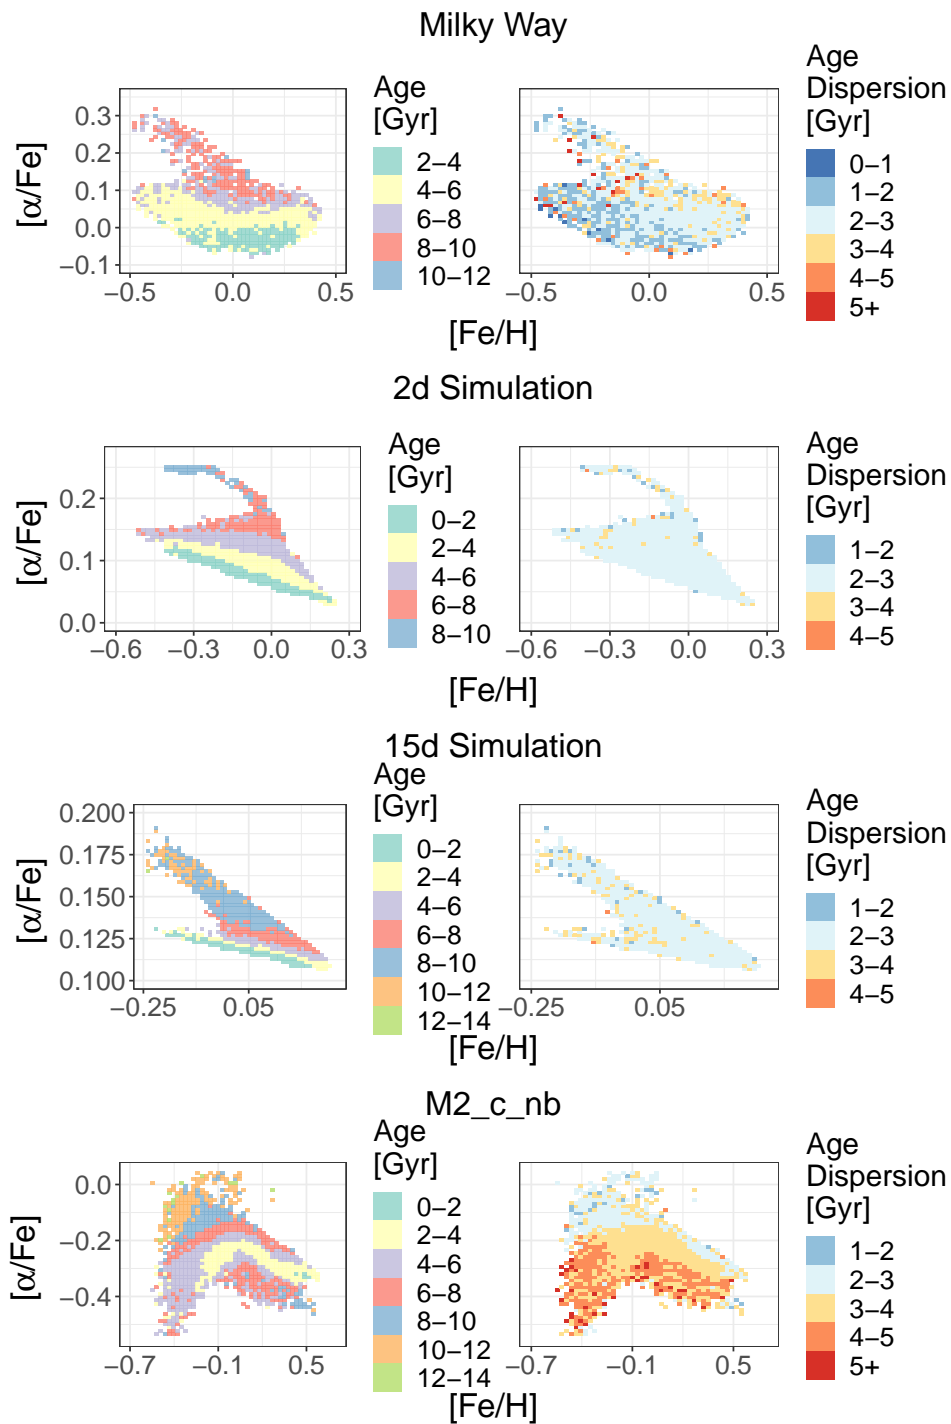 Milky Way
[α/Fe]
0.3
0.2
0.1
0.0
−0.1
−0.5
0.0
0.5
Age
[Gyr]
2−4
4−6
6−8
8−10
10−12
−0.5
0.0
0.5
Age
Dispersion
[Gyr]
0−1
1−2
2−3
3−4
4−5
5+
[Fe/H]
2d Simulation
[α/Fe]
0.2
0.1
0.0
−0.6
−0.3
0.0
0.3
Age
[Gyr]
0−2
2−4
4−6
6−8
8−10
−0.6
−0.3
0.0
0.3
Age
Dispersion
[Gyr]
1−2
2−3
3−4
4−5
[Fe/H]
15d Simulation
[α/Fe]
0.200
0.175
0.150
0.125
0.100
−0.25
0.05
Age
[Gyr]
0−2
2−4
4−6
6−8
8−10
10−12
12−14
−0.25
0.05
Age
Dispersion
[Gyr]
1−2
2−3
3−4
4−5
[Fe/H]
M2_c_nb
[α/Fe]
0.0
−0.2
−0.4
−0.7
−0.1
0.5
Age
[Gyr]
0−2
2−4
4−6
6−8
8−10
10−12
12−14
−0.7
−0.1
0.5
Age
Dispersion
[Gyr]
1−2
2−3
3−4
4−5
5+
[Fe/H]